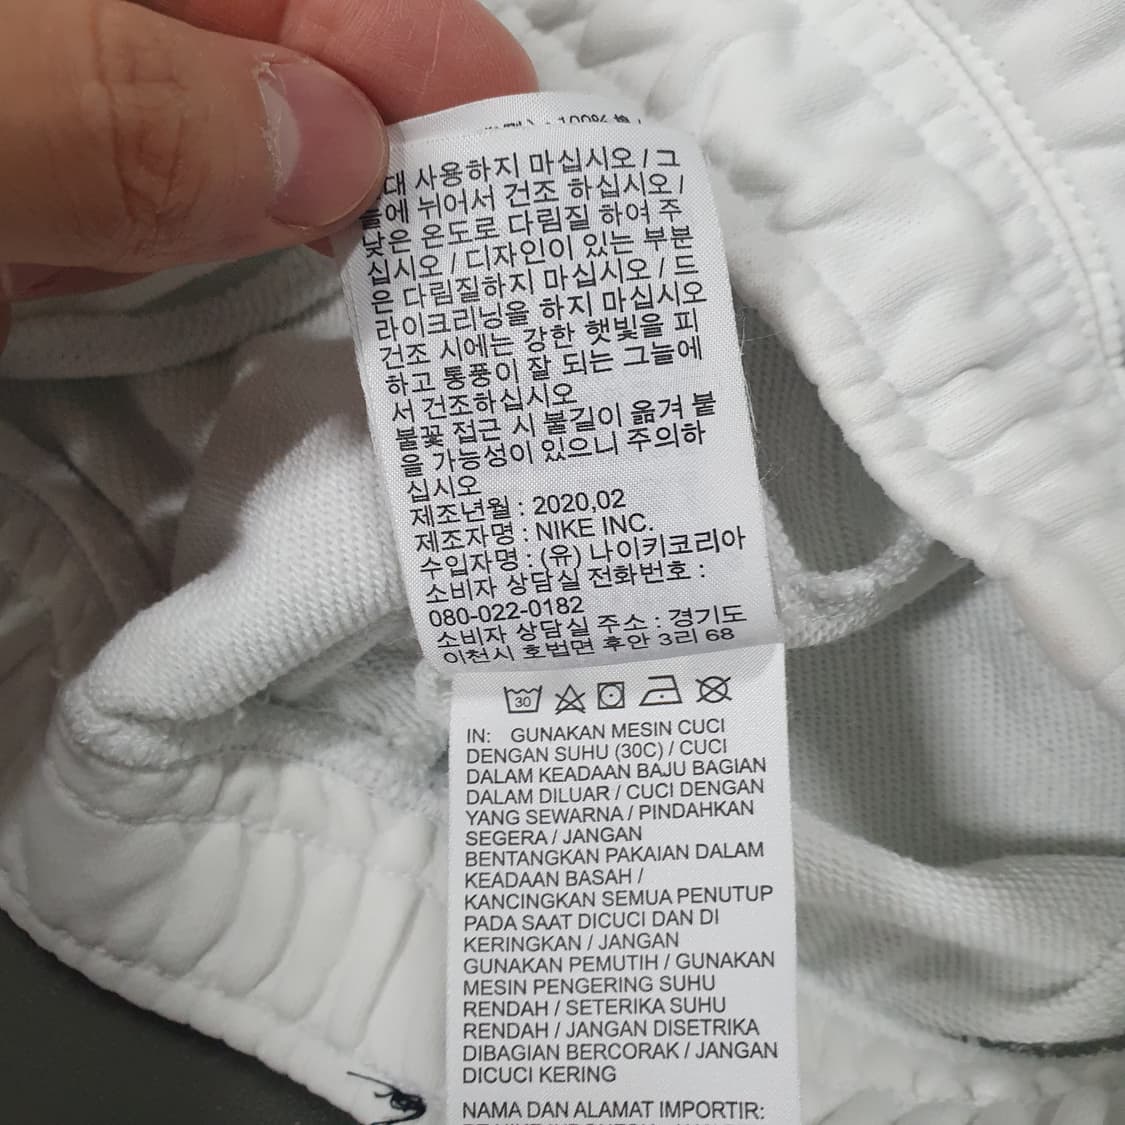 100%
대 사용하지 마십시오 / 그
늘에 뉘어서 건조 하십시오 /
낮은 온도로 다림질 하여 주
십시오 / 디자인이 있는 부분
은 다림질하지 마십시오 / 드
라이크리닝을 하지 마십시오
건조 시에는 강한 햇빛을 피
하고 통풍이 잘 되는 그늘에
서 건조하십시오
불꽃 접근 시 불길이 옮겨 붙
을 가능성이 있으니 주의하
십시오
제조년월 : 2020,02
제조자명 : NIKE INC.
수입자명 : (유) 나이키코리아
소비자 상담실 전화번호 :
080-022-0182
소비자 상담실 주소 : 경기도
이천시 호법면 후안 3리 68
30
IN: GUNAKAN MESIN CUCI
DENGAN SUHU (30C) / CUCI
DALAM KEADAAN BAJU BAGIAN
DALAM DILUAR / CUCI DENGAN
YANG SEWARNA / PINDAHKAN
SEGERA / JANGAN
BENTANGKAN PAKAIAN DALAM
KEADAAN BASAH /
KANCINGKAN SEMUA PENUTUP
PADA SAAT DICUCI DAN DI
KERINGKAN / JANGAN
GUNAKAN PEMUTIH / GUNAKAN
MESIN PENGERING SUHU
RENDAH / SETERIKA SUHU
RENDAH / JANGAN DISETRIKA
DIBAGIAN BERCORAK / JANGAN
DICUCI KERING
NAMA DAN ALAMAT IMPORTIR: